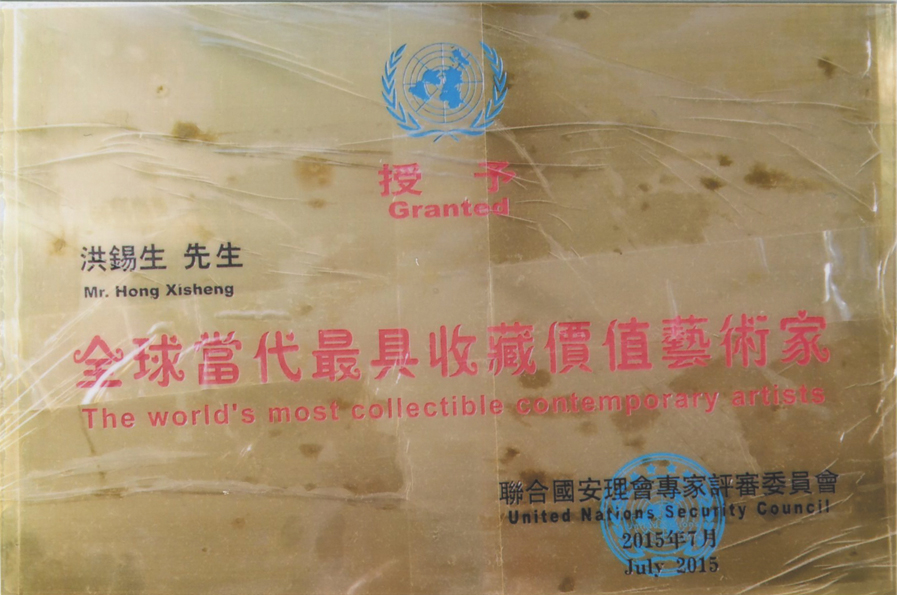 授 予
Granted
洪錫生 先生
Mr. Hong Xisheng
全球當代最具收藏價值藝術家
The world's most collectible contemporary artists
聯合國安理會專家評審委員會
United Nations Security Council
2015年7月
July 2015